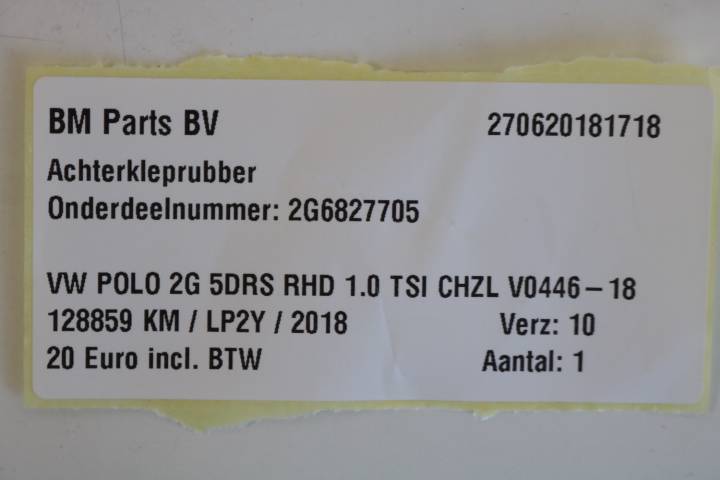 BM Parts BV 270620181718
Achterkleprubber
Onderdeelnummer: 2G6827705
VW POLO 2G 5DRS RHD 1.0 TSI CHZL V0446-18
128859 KM / LP2Y / 2018 Verz: 10
20 Euro incl. BTW Aantal: 1